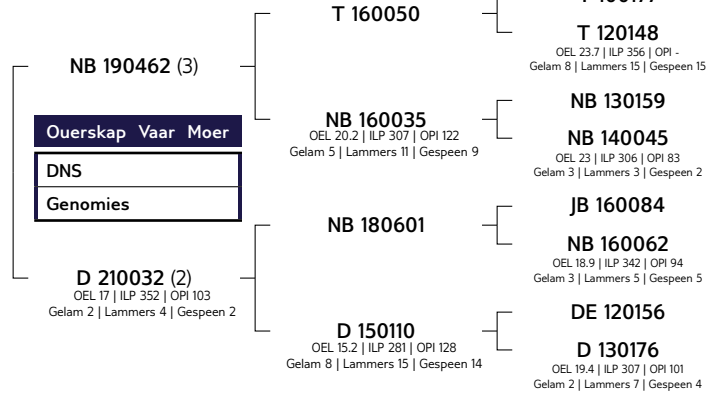 T 160050
T 120148
OEL 23.7 | ILP 356 | OPI -
Gelam 8 | Lammers 15 | Gespeen 15
NB 190462 (3)
NB 160035
OEL 20.2 | ILP 307 | OPI 122
Gelam 5 | Lammers 11 | Gespeen 9
NB 130159
NB 140045
OEL 23 | ILP 306 | OPI 83
Gelam 3 | Lammers 3 | Gespeen 2
Ouerskap Vaar Moer
DNS
Genomies
NB 180601
JB 160084
NB 160062
OEL 18.9 | ILP 342 | OPI 94
Gelam 3 | Lammers 5 | Gespeen 5
D 210032 (2)
OEL 17 | ILP 352 | OPI 103
Gelam 2 | Lammers 4 | Gespeen 2
D 150110
OEL 15.2 | ILP 281 | OPI 128
Gelam 8 | Lammers 15 | Gespeen 14
DE 120156
D 130176
OEL 19.4 | ILP 307 | OPI 101
Gelam 2 | Lammers 7 | Gespeen 4